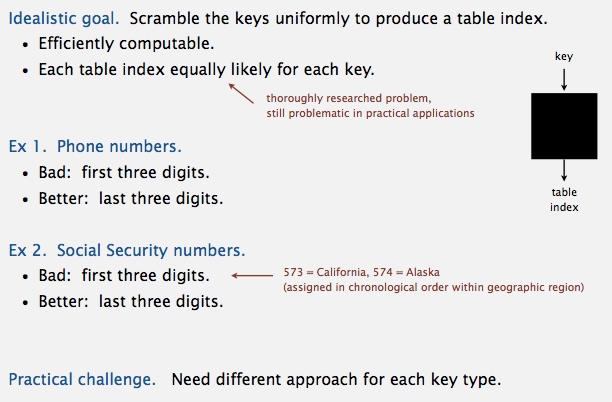 Idealistic goal. Scramble the keys uniformly to produce a table index.
• Efficiently computable.
• Each table index equally likely for each key.
thoroughly researched problem,
still problematic in practical applications
key
table
index
Ex 1. Phone numbers.
• Bad: first three digits.
• Better: last three digits.
Ex 2. Social Security numbers.
• Bad: first three digits.
573 = California, 574 = Alaska
(assigned in chronological order within geographic region)
• Better: last three digits.
Practical challenge. Need different approach for each key type.